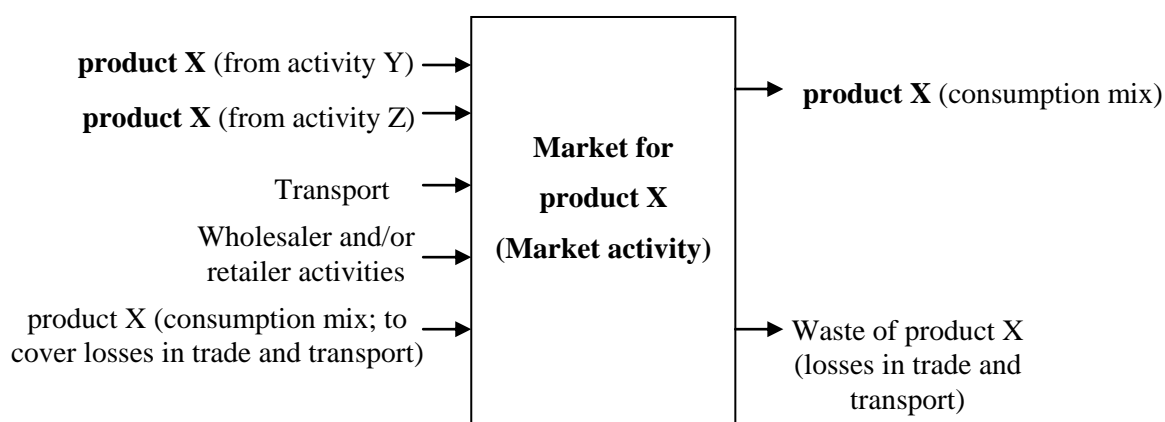 product X (from activity Y)
product X (from activity Z)
Transport
Wholesaler and/or
retailer activities
product X (consumption mix; to
cover losses in trade and transport)
Market for
product X
(Market activity)
product X (consumption mix)
Waste of product X
(losses in trade and
transport)